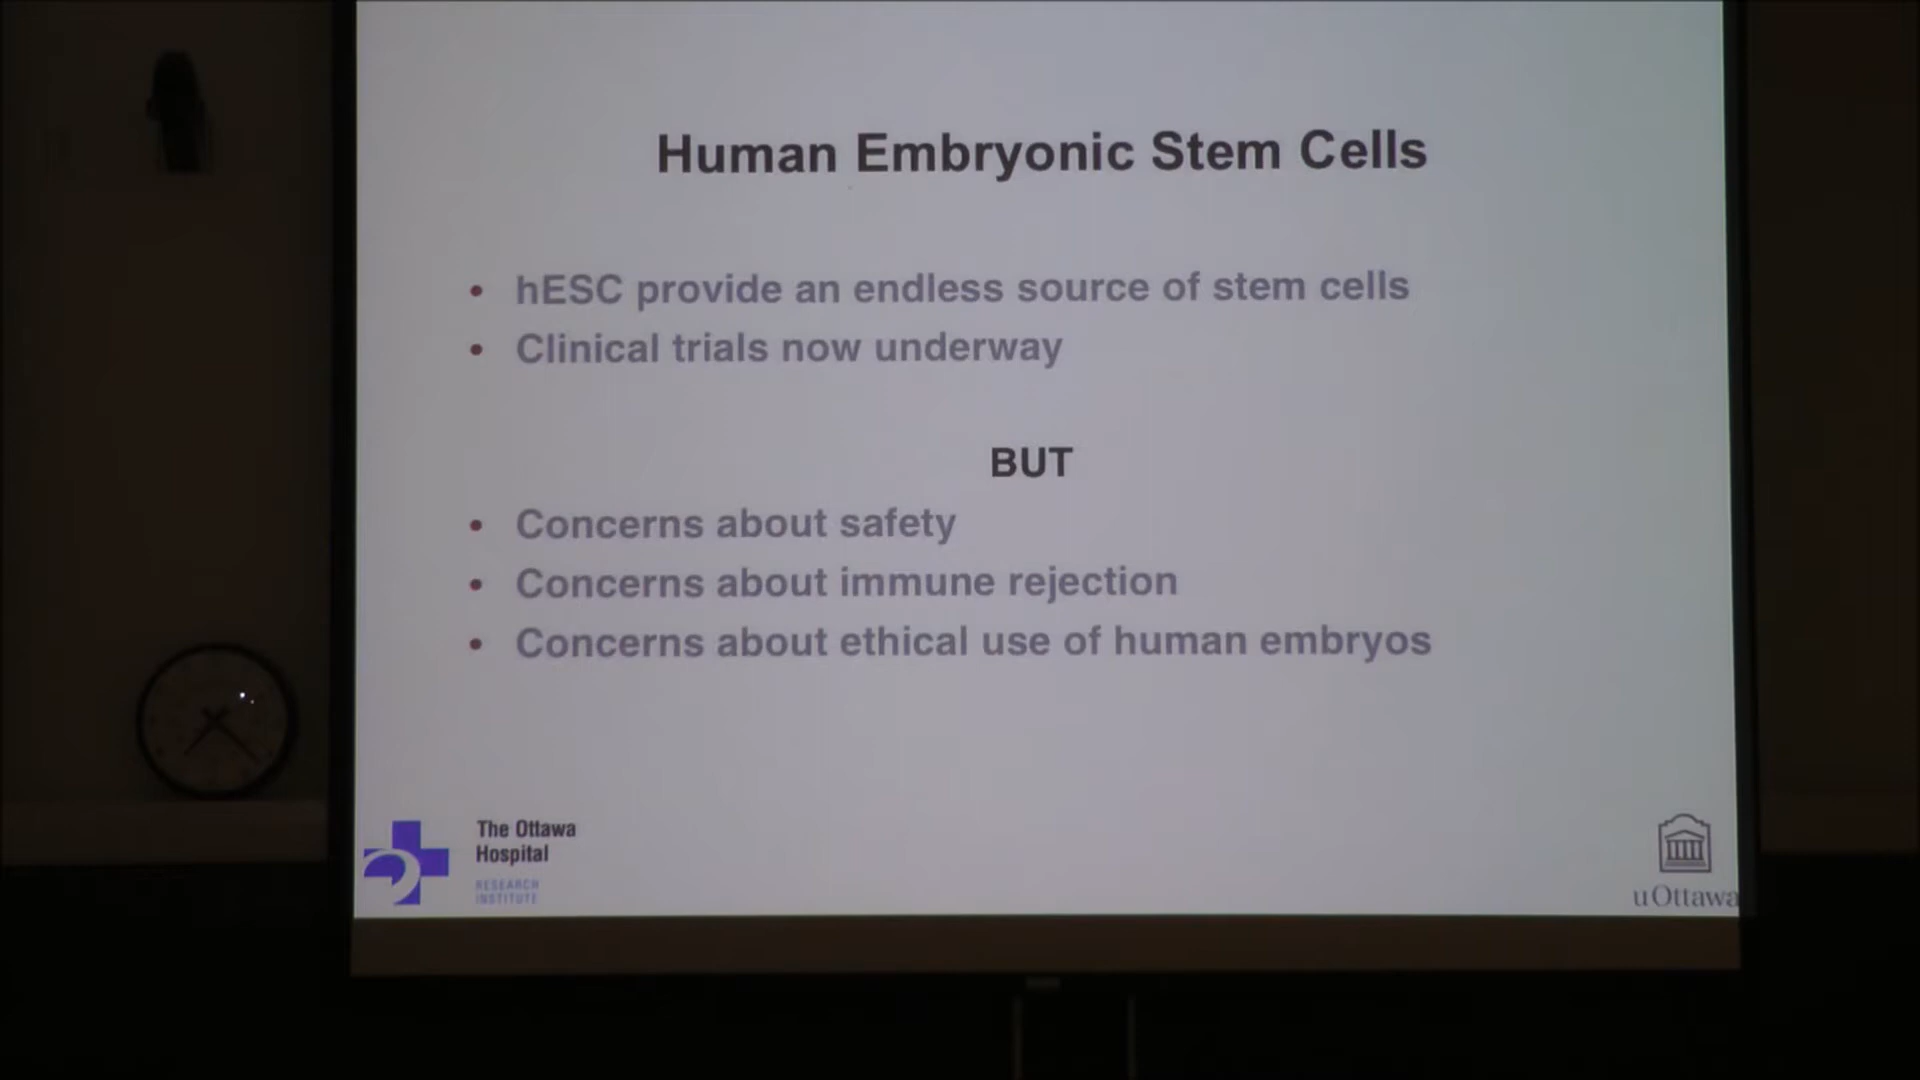 Human Embryonic Stem Cells
• hESC provide an endless source of stem cells
• Clinical trials now underway
BUT
• Concerns about safety
• Concerns about immune rejection
• Concerns about ethical use of human embryos
The Ottawa
Hospital
RESEARCH
INSTITUTE
uOttawa